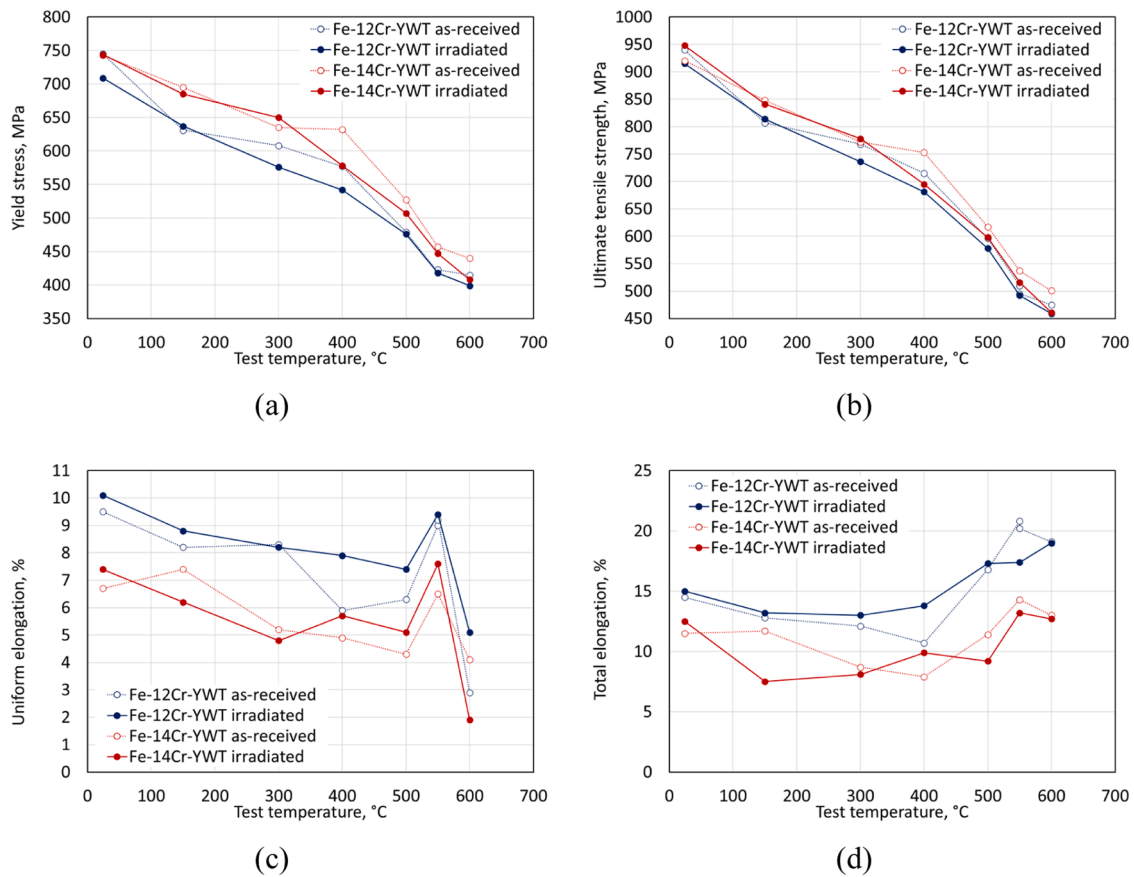 800
750
700
650
600
550
500
450
400
350
Yield stress, MPa
Fe-12Cr-YWT as-received
Fe-12Cr-YWT irradiated
Fe-14Cr-YWT as-received
Fe-14Cr-YWT irradiated
0 100 200 300 400 500 600 700
Test temperature, °C
(a)
1000
950
900
850
800
750
700
650
600
550
500
450
Ultimate tensile strength, MPa
Fe-12Cr-YWT as-received
Fe-12Cr-YWT irradiated
Fe-14Cr-YWT as-received
Fe-14Cr-YWT irradiated
0 100 200 300 400 500 600 700
Test temperature, °C
(b)
11
10
9
8
7
6
5
4
3
2
1
0
Uniform elongation, %
Fe-12Cr-YWT as-received
Fe-12Cr-YWT irradiated
Fe-14Cr-YWT as-received
Fe-14Cr-YWT irradiated
0 100 200 300 400 500 600 700
Test temperature, °C
(c)
25
20
15
10
5
0
Total elongation, %
Fe-12Cr-YWT as-received
Fe-12Cr-YWT irradiated
Fe-14Cr-YWT as-received
Fe-14Cr-YWT irradiated
0 100 200 300 400 500 600 700
Test temperature, °C
(d)